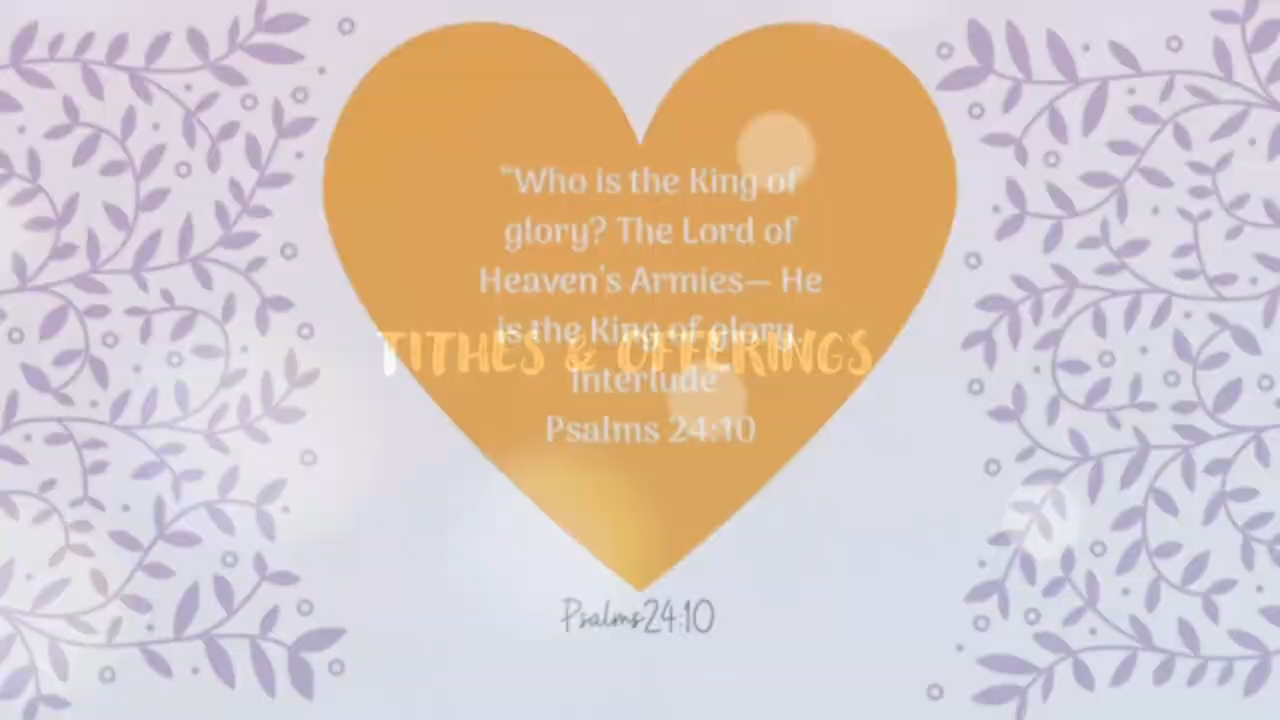 "Who is the King of
glory? The Lord of
Heaven's Armies— He
is the King of glory.
TITHES & OFFERINGS
Interlude
Psalms 24:10
Psalms 24:10